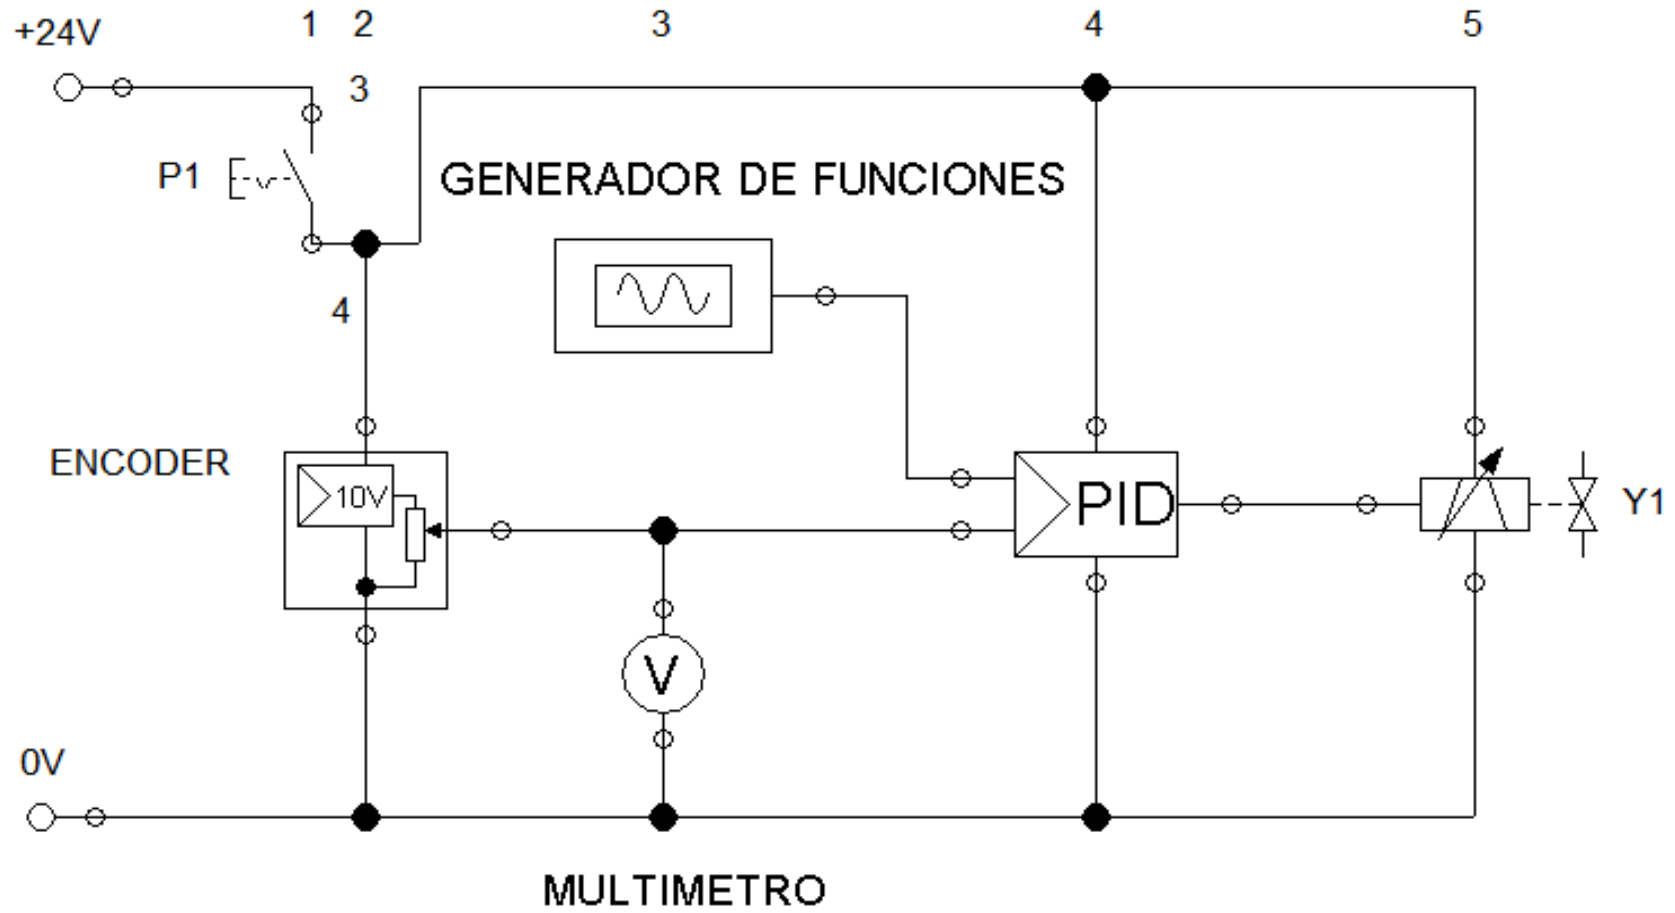 +24V
1 2 3 4 5
3
P1
GENERADOR DE FUNCIONES
4
ENCODER
10V
PID
Y1
V
0V
MULTIMETRO